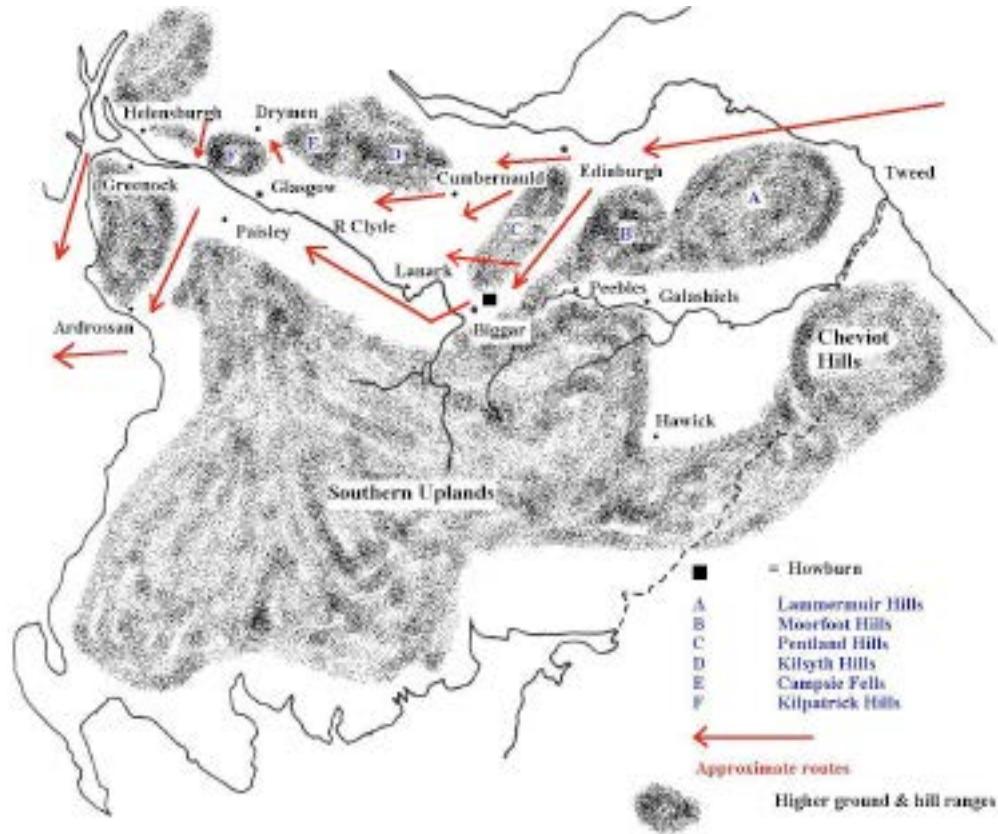 Helensburgh
Drymen
E
D
F
Greenock
Glasgow
Cumbernauld
Edinburgh
Tweed
A
Paisley
R Clyde
C
B
Lanark
Peebles
Galashiels
Biggar
Ardrossan
Cheviot
Hills
Hawick
Southern Uplands
= Howburn
A Lammermuir Hills
B Moorfoot Hills
C Pentland Hills
D Kilsyth Hills
E Campsie Fells
F Kilpatrick Hills
Approximate routes
Higher ground & hill ranges